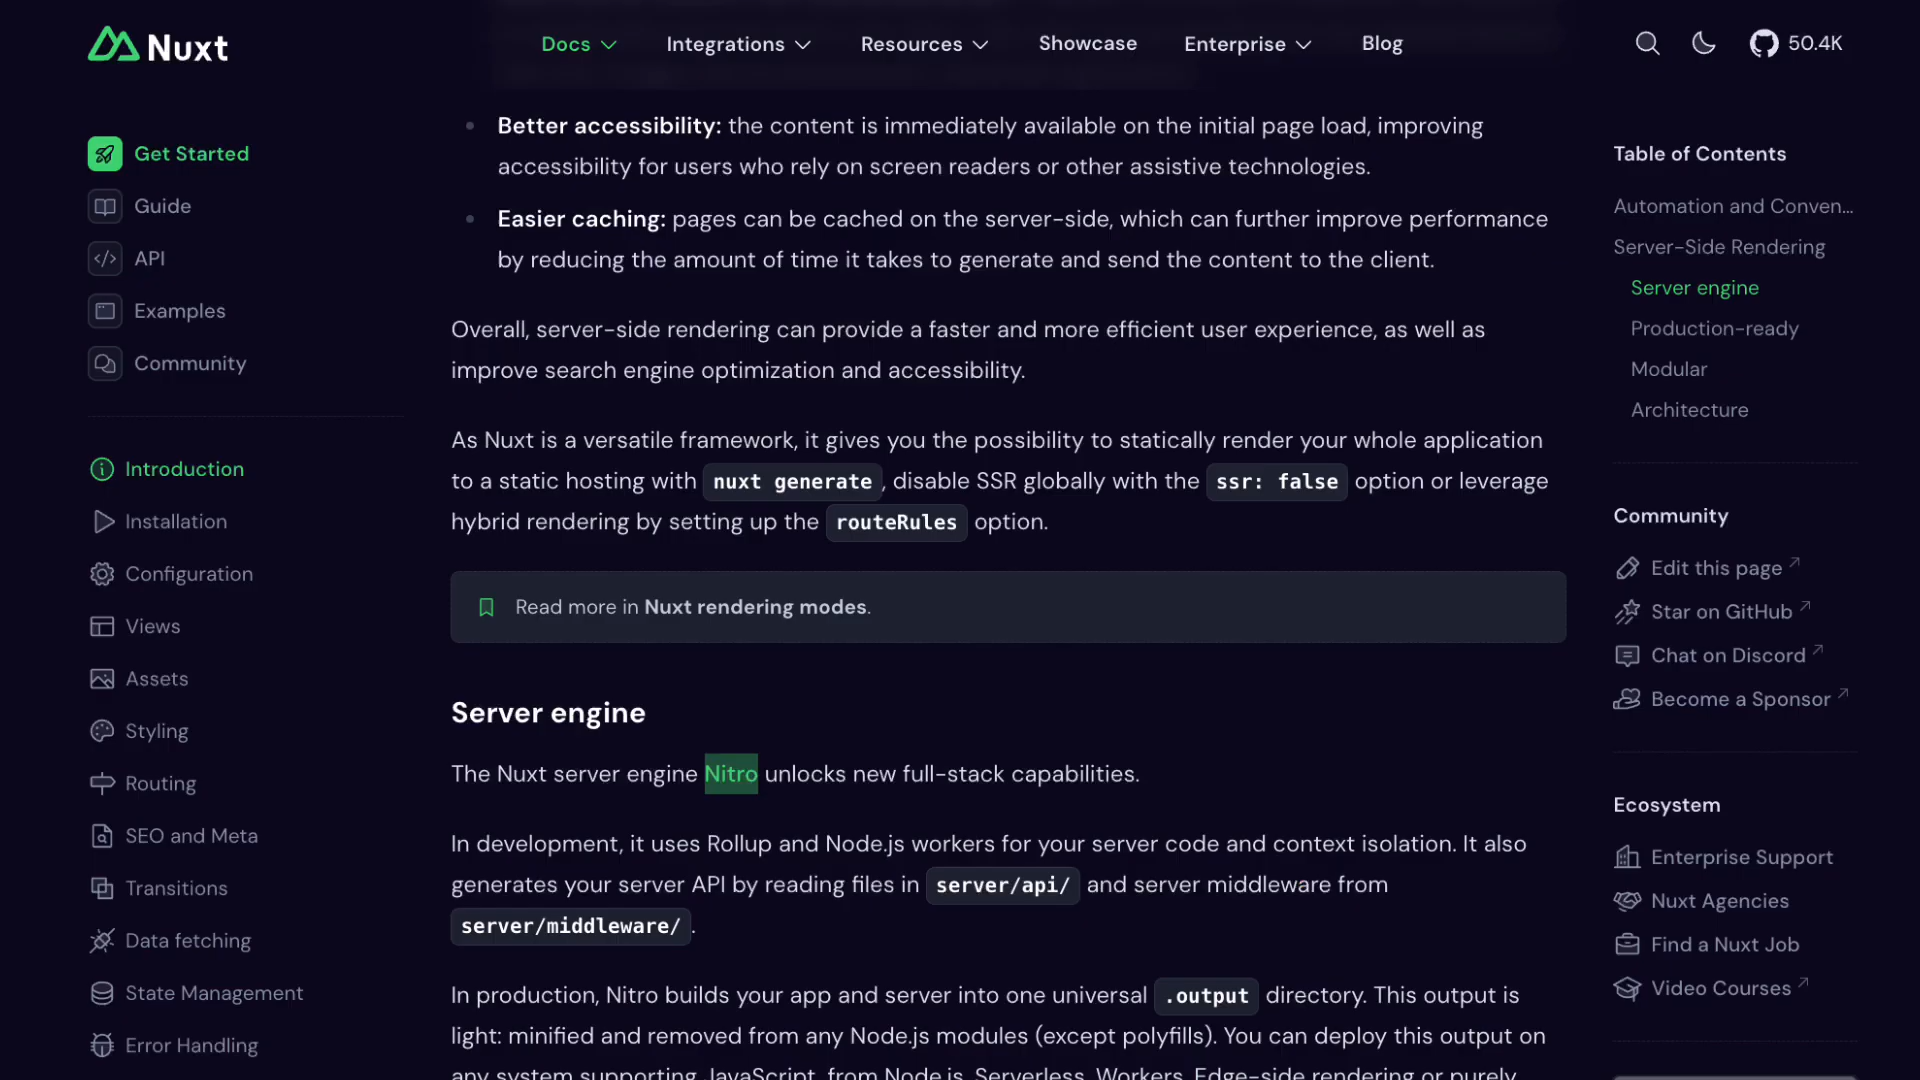 Nuxt
Docs
Integrations
Resources
Showcase
Enterprise
Blog
50.4K
Get Started
Guide
API
Examples
Community
Introduction
Installation
Configuration
Views
Assets
Styling
Routing
SEO and Meta
Transitions
Data fetching
State Management
Error Handling
Better accessibility: the content is immediately available on the initial page load, improving
accessibility for users who rely on screen readers or other assistive technologies.
Easier caching: pages can be cached on the server-side, which can further improve performance
by reducing the amount of time it takes to generate and send the content to the client.
Overall, server-side rendering can provide a faster and more efficient user experience, as well as
improve search engine optimization and accessibility.
As Nuxt is a versatile framework, it gives you the possibility to statically render your whole application
to a static hosting with nuxt generate, disable SSR globally with the ssr: false option or leverage
hybrid rendering by setting up the routeRules option.
Read more in Nuxt rendering modes.
Server engine
The Nuxt server engine Nitro unlocks new full-stack capabilities.
In development, it uses Rollup and Node.js workers for your server code and context isolation. It also
generates your server API by reading files in server/api/ and server middleware from
server/middleware/.
In production, Nitro builds your app and server into one universal .output directory. This output is
light: minified and removed from any Node.js modules (except polyfills). You can deploy this output on
any system supporting JavaScript, from Node.js, Serverless, Workers, Edge-side rendering or purely
Table of Contents
Automation and Conven...
Server-Side Rendering
Server engine
Production-ready
Modular
Architecture
Community
Edit this page
Star on GitHub
Chat on Discord
Become a Sponsor
Ecosystem
Enterprise Support
Nuxt Agencies
Find a Nuxt Job
Video Courses